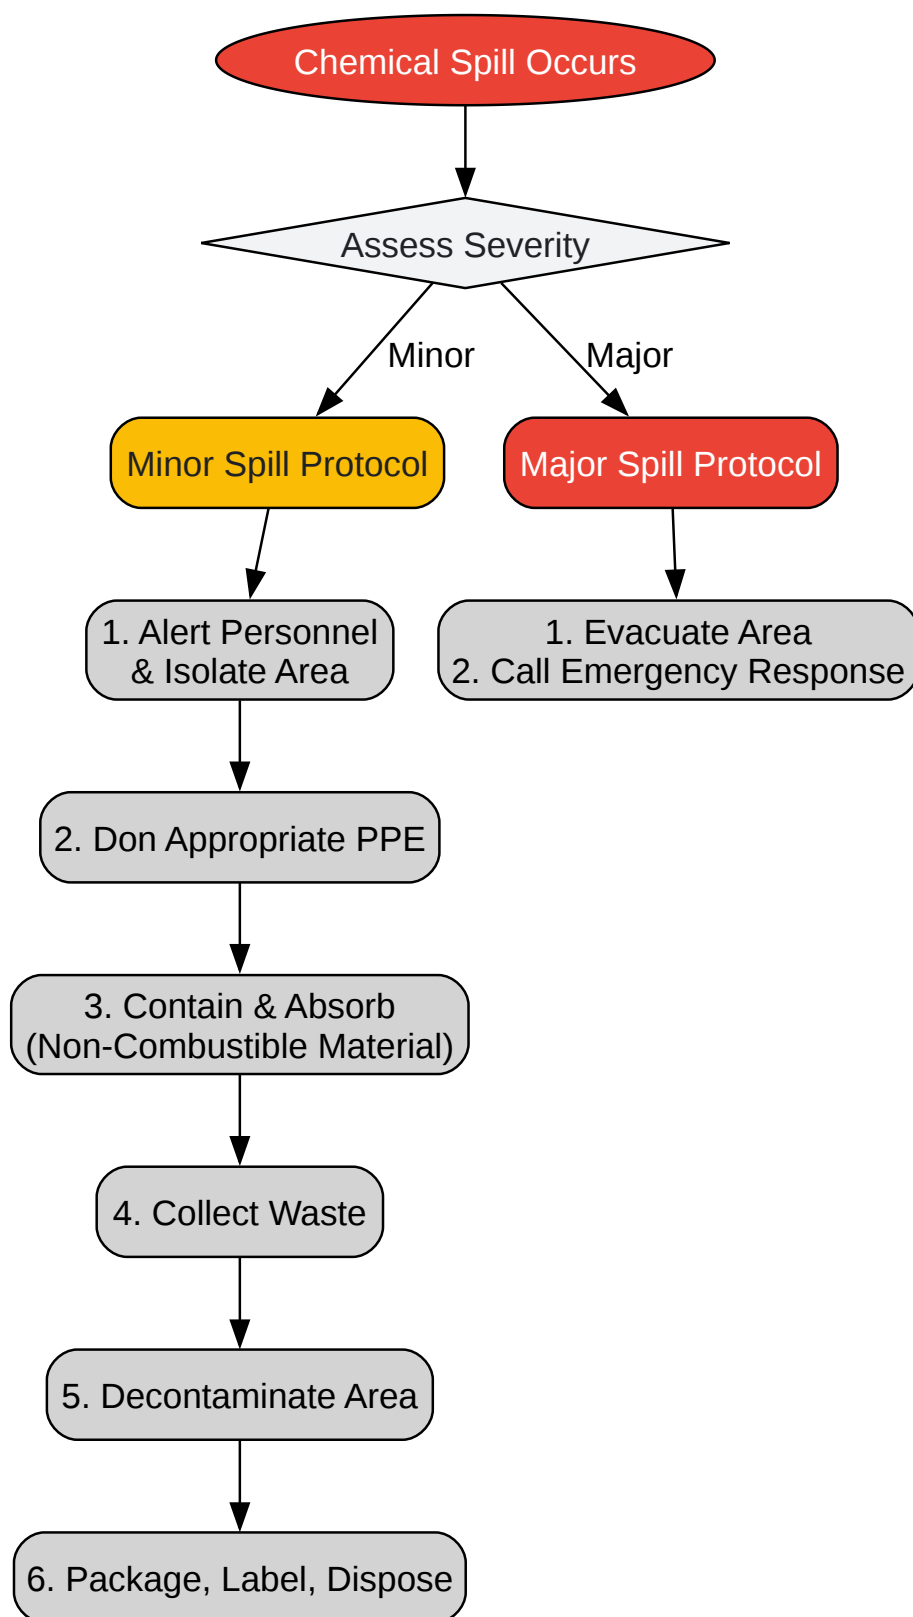 Chemical Spill Occurs
Assess Severity
Minor
Major
Minor Spill Protocol
Major Spill Protocol
1. Alert Personnel
& Isolate Area
1. Evacuate Area
2. Call Emergency Response
2. Don Appropriate PPE
3. Contain & Absorb
(Non-Combustible Material)
4. Collect Waste
5. Decontaminate Area
6. Package, Label, Dispose